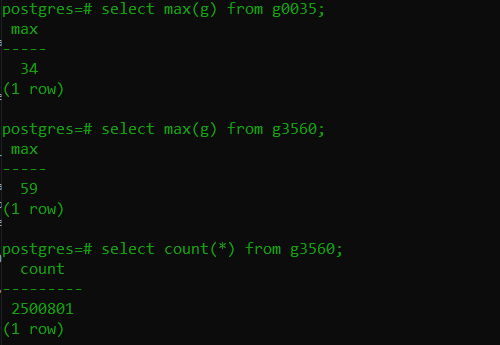 postgres=# select max(g) from g0035;
 max
-----
  34
(1 row)

postgres=# select max(g) from g3560;
 max
-----
  59
(1 row)

postgres=# select count(*) from g3560;
  count
---------
 2500801
(1 row)